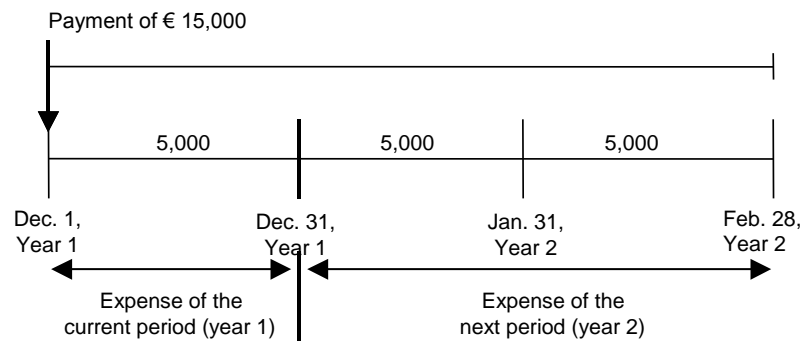 Payment of € 15,000
5,000 5,000 5,000
Dec. 1,
Year 1
Dec. 31,
Year 1
Jan. 31,
Year 2
Feb. 28,
Year 2
Expense of the
current period (year 1)
Expense of the
next period (year 2)